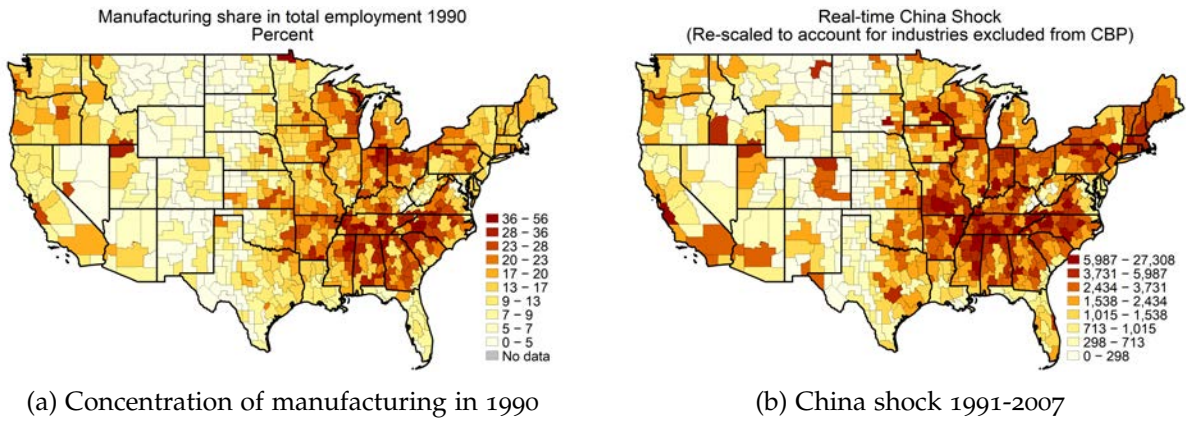 Manufacturing share in total employment 1990
Percent
36 – 56
28 – 36
23 – 28
20 – 23
17 – 20
13 – 17
9 – 13
7 – 9
5 – 7
0 – 5
No data
(a) Concentration of manufacturing in 1990
Real-time China Shock
(Re-scaled to account for industries excluded from CBP)
5,987 – 27,308
3,731 – 5,987
2,434 – 3,731
1,538 – 2,434
1,015 – 1,538
713 – 1,015
298 – 713
0 – 298
(b) China shock 1991-2007